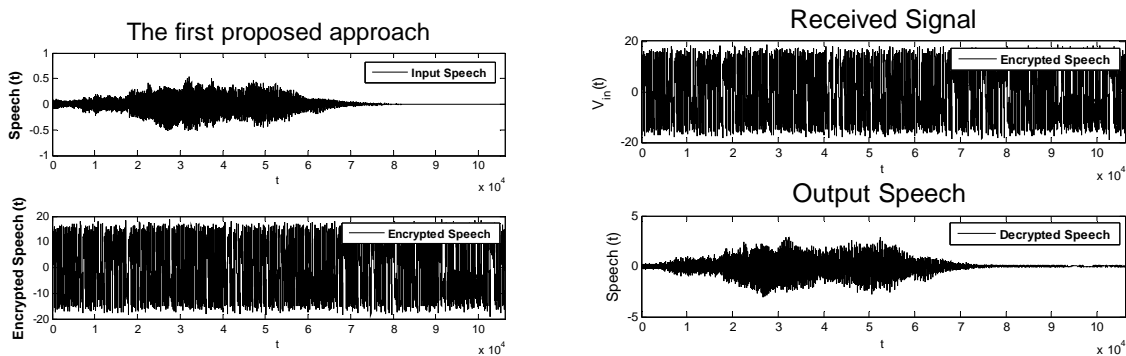 The first proposed approach
1
0.5
0
-0.5
-1
Speech (t)
Input Speech
0 1 2 3 4 5 6 7 8 9 10
t
x 10^4
20
10
0
-10
-20
Encrypted Speech (t)
Encrypted Speech
0 1 2 3 4 5 6 7 8 9 10
t
x 10^4
Received Signal
20
0
-20
V_in(t)
Encrypted Speech
0 1 2 3 4 5 6 7 8 9 10
t
x 10^4
Output Speech
5
0
-5
Speech (t)
Decrypted Speech
0 1 2 3 4 5 6 7 8 9 10
t
x 10^4